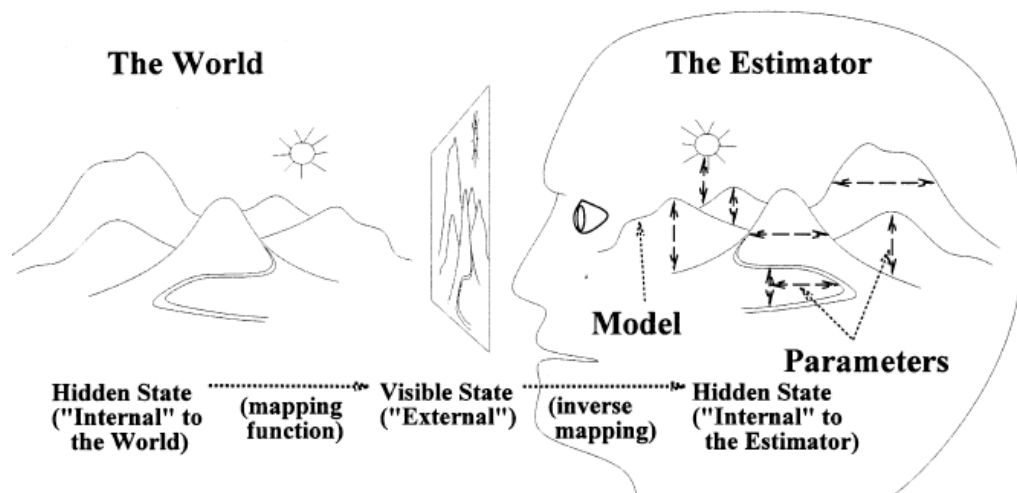 The World
The Estimator
Model
Parameters
Hidden State
("Internal" to
the World)
(mapping
function)
Visible State
("External")
(inverse
mapping)
Hidden State
("Internal" to
the Estimator)